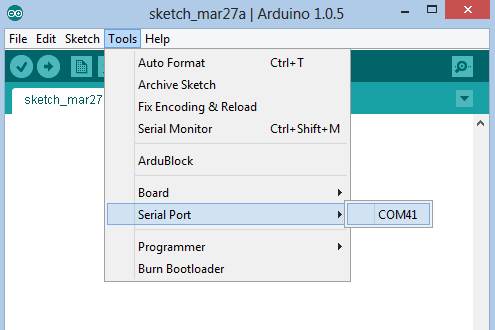 sketch_mar27a | Arduino 1.0.5
File Edit Sketch Tools Help
sketch_mar27
Auto Format Ctrl+T
Archive Sketch
Fix Encoding & Reload
Serial Monitor Ctrl+Shift+M
ArduBlock
Board
Serial Port COM41
Programmer
Burn Bootloader